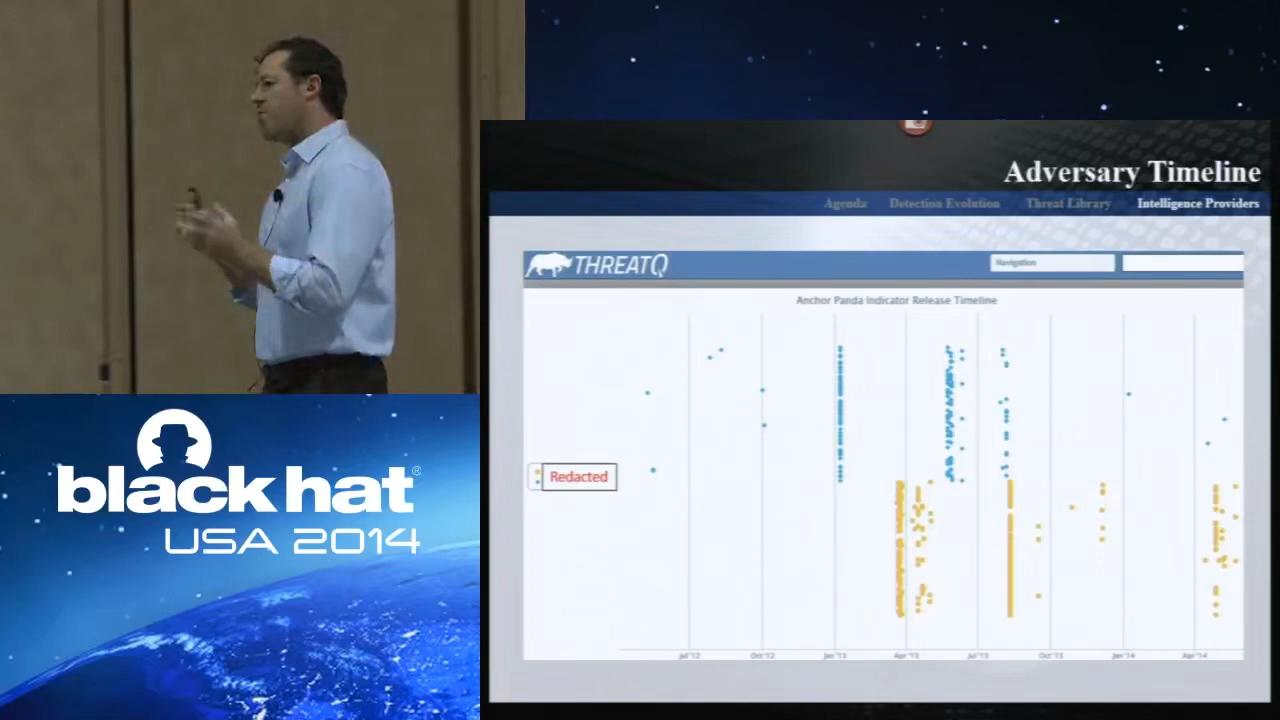 Adversary Timeline
Agenda Detection Evolution Threat Library Intelligence Providers
THREATQ
Navigation
Anchor Panda Indicator Release Timeline
Redacted
Jul '12 Oct '12 Jan '13 Apr '13 Jul '13 Oct '13 Jan '14 Apr '14
black hat®
USA 2014